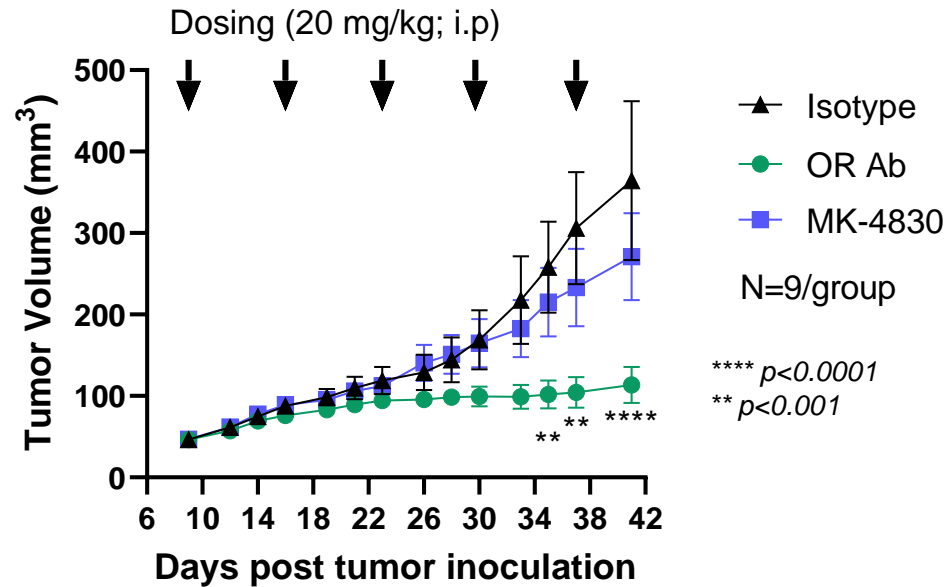 Dosing (20 mg/kg; i.p)
500
400
300
200
100
0
Tumor Volume (mm³)
6 10 14 18 22 26 30 34 38 42
Days post tumor inoculation
** ** ****
Isotype
OR Ab
MK-4830
N=9/group
**** p<0.0001
** p<0.001